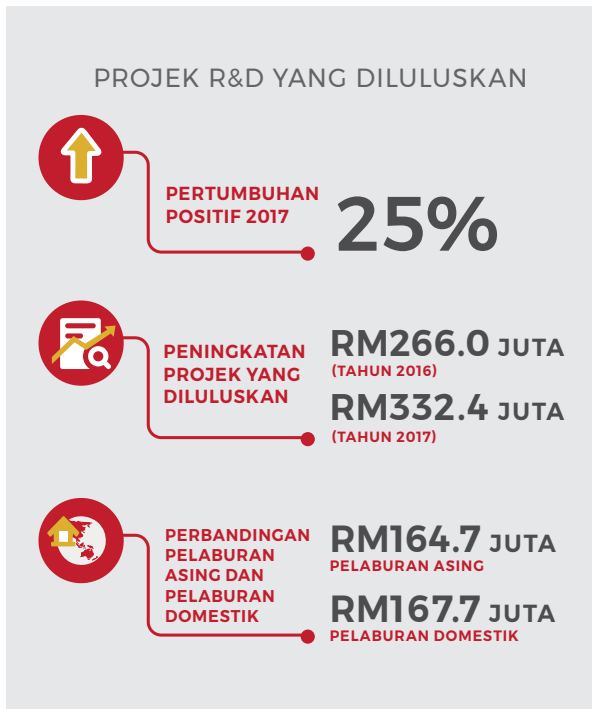 PROJEK R&D YANG DILULUSKAN
PERTUMBUHAN
POSITIF 2017
25%
PENINGKATAN
PROJEK YANG
DILULUSKAN
RM266.0 JUTA
(TAHUN 2016)
RM332.4 JUTA
(TAHUN 2017)
PERBANDINGAN
PELABURAN
ASING DAN
PELABURAN
DOMESTIK
RM164.7 JUTA
PELABURAN ASING
RM167.7 JUTA
PELABURAN DOMESTIK